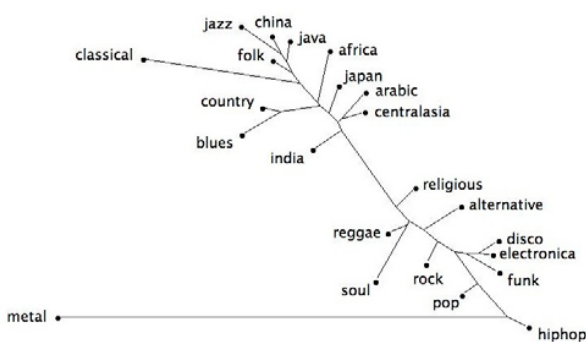 jazz
china
java
folk
africa
classical
japan
arabic
country
centralasia
blues
india
religious
alternative
reggae
disco
electronica
rock
funk
soul
pop
metal
hiphop